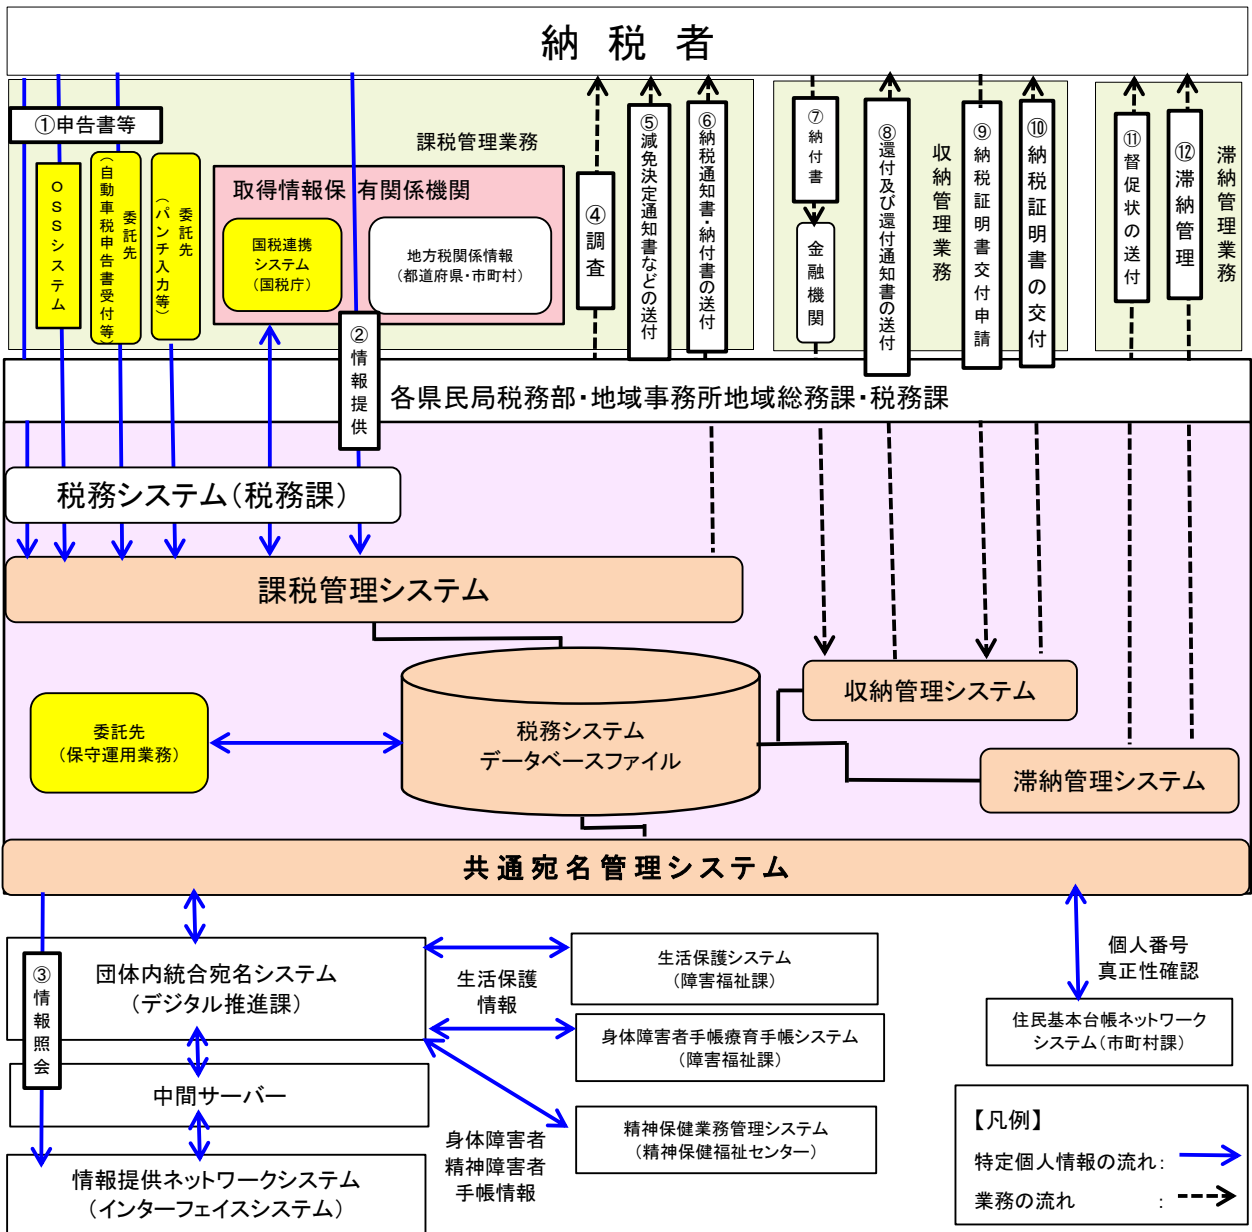 納 税 者
①申告書等
OSSシステム
委託先
(自動車税申告書受付等)
委託先
(パンチ入力等)
課税管理業務
取得情報保 有関係機関
国税連携
システム
(国税庁)
地方税関係情報
(都道府県・市町村)
②情報提供
④調査
⑤減免決定通知書などの送付
⑥納税通知書・納付書の送付
⑦納付書
金融機関
⑧還付及び還付通知書の送付
収納管理業務
⑨納税証明書交付申請
⑩納税証明書の交付
⑪督促状の送付
⑫滞納管理
滞納管理業務
各県民局税務部・地域事務所地域総務課・税務課
税務システム(税務課)
課税管理システム
収納管理システム
税務システム
データベースファイル
委託先
(保守運用業務)
滞納管理システム
共通宛名管理システム
③情報照会
団体内統合宛名システム
(デジタル推進課)
生活保護
情報
生活保護システム
(障害福祉課)
個人番号
真正性確認
身体障害者手帳療育手帳システム
(障害福祉課)
住民基本台帳ネットワーク
システム(市町村課)
中間サーバー
身体障害者
精神障害者
手帳情報
精神保健業務管理システム
(精神保健福祉センター)
情報提供ネットワークシステム
(インターフェイスシステム)
【凡例】
特定個人情報の流れ:
業務の流れ :